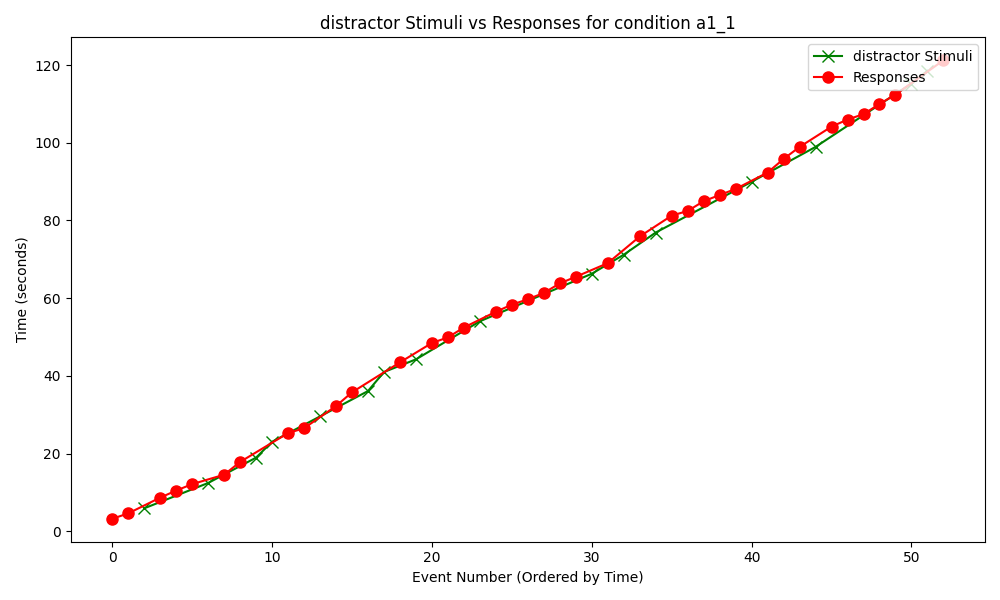 distractor Stimuli vs Responses for condition a1_1
distractor Stimuli
Responses
Time (seconds)
120
100
80
60
40
20
0
0 10 20 30 40 50
Event Number (Ordered by Time)